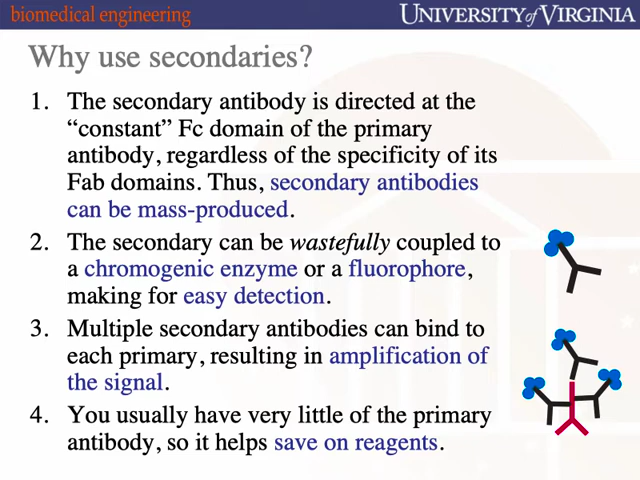 biomedical engineering
UNIVERSITY of VIRGINIA
Why use secondaries?
1. The secondary antibody is directed at the
“constant” Fc domain of the primary
antibody, regardless of the specificity of its
Fab domains. Thus, secondary antibodies
can be mass-produced.
2. The secondary can be wastefully coupled to
a chromogenic enzyme or a fluorophore,
making for easy detection.
3. Multiple secondary antibodies can bind to
each primary, resulting in amplification of
the signal.
4. You usually have very little of the primary
antibody, so it helps save on reagents.